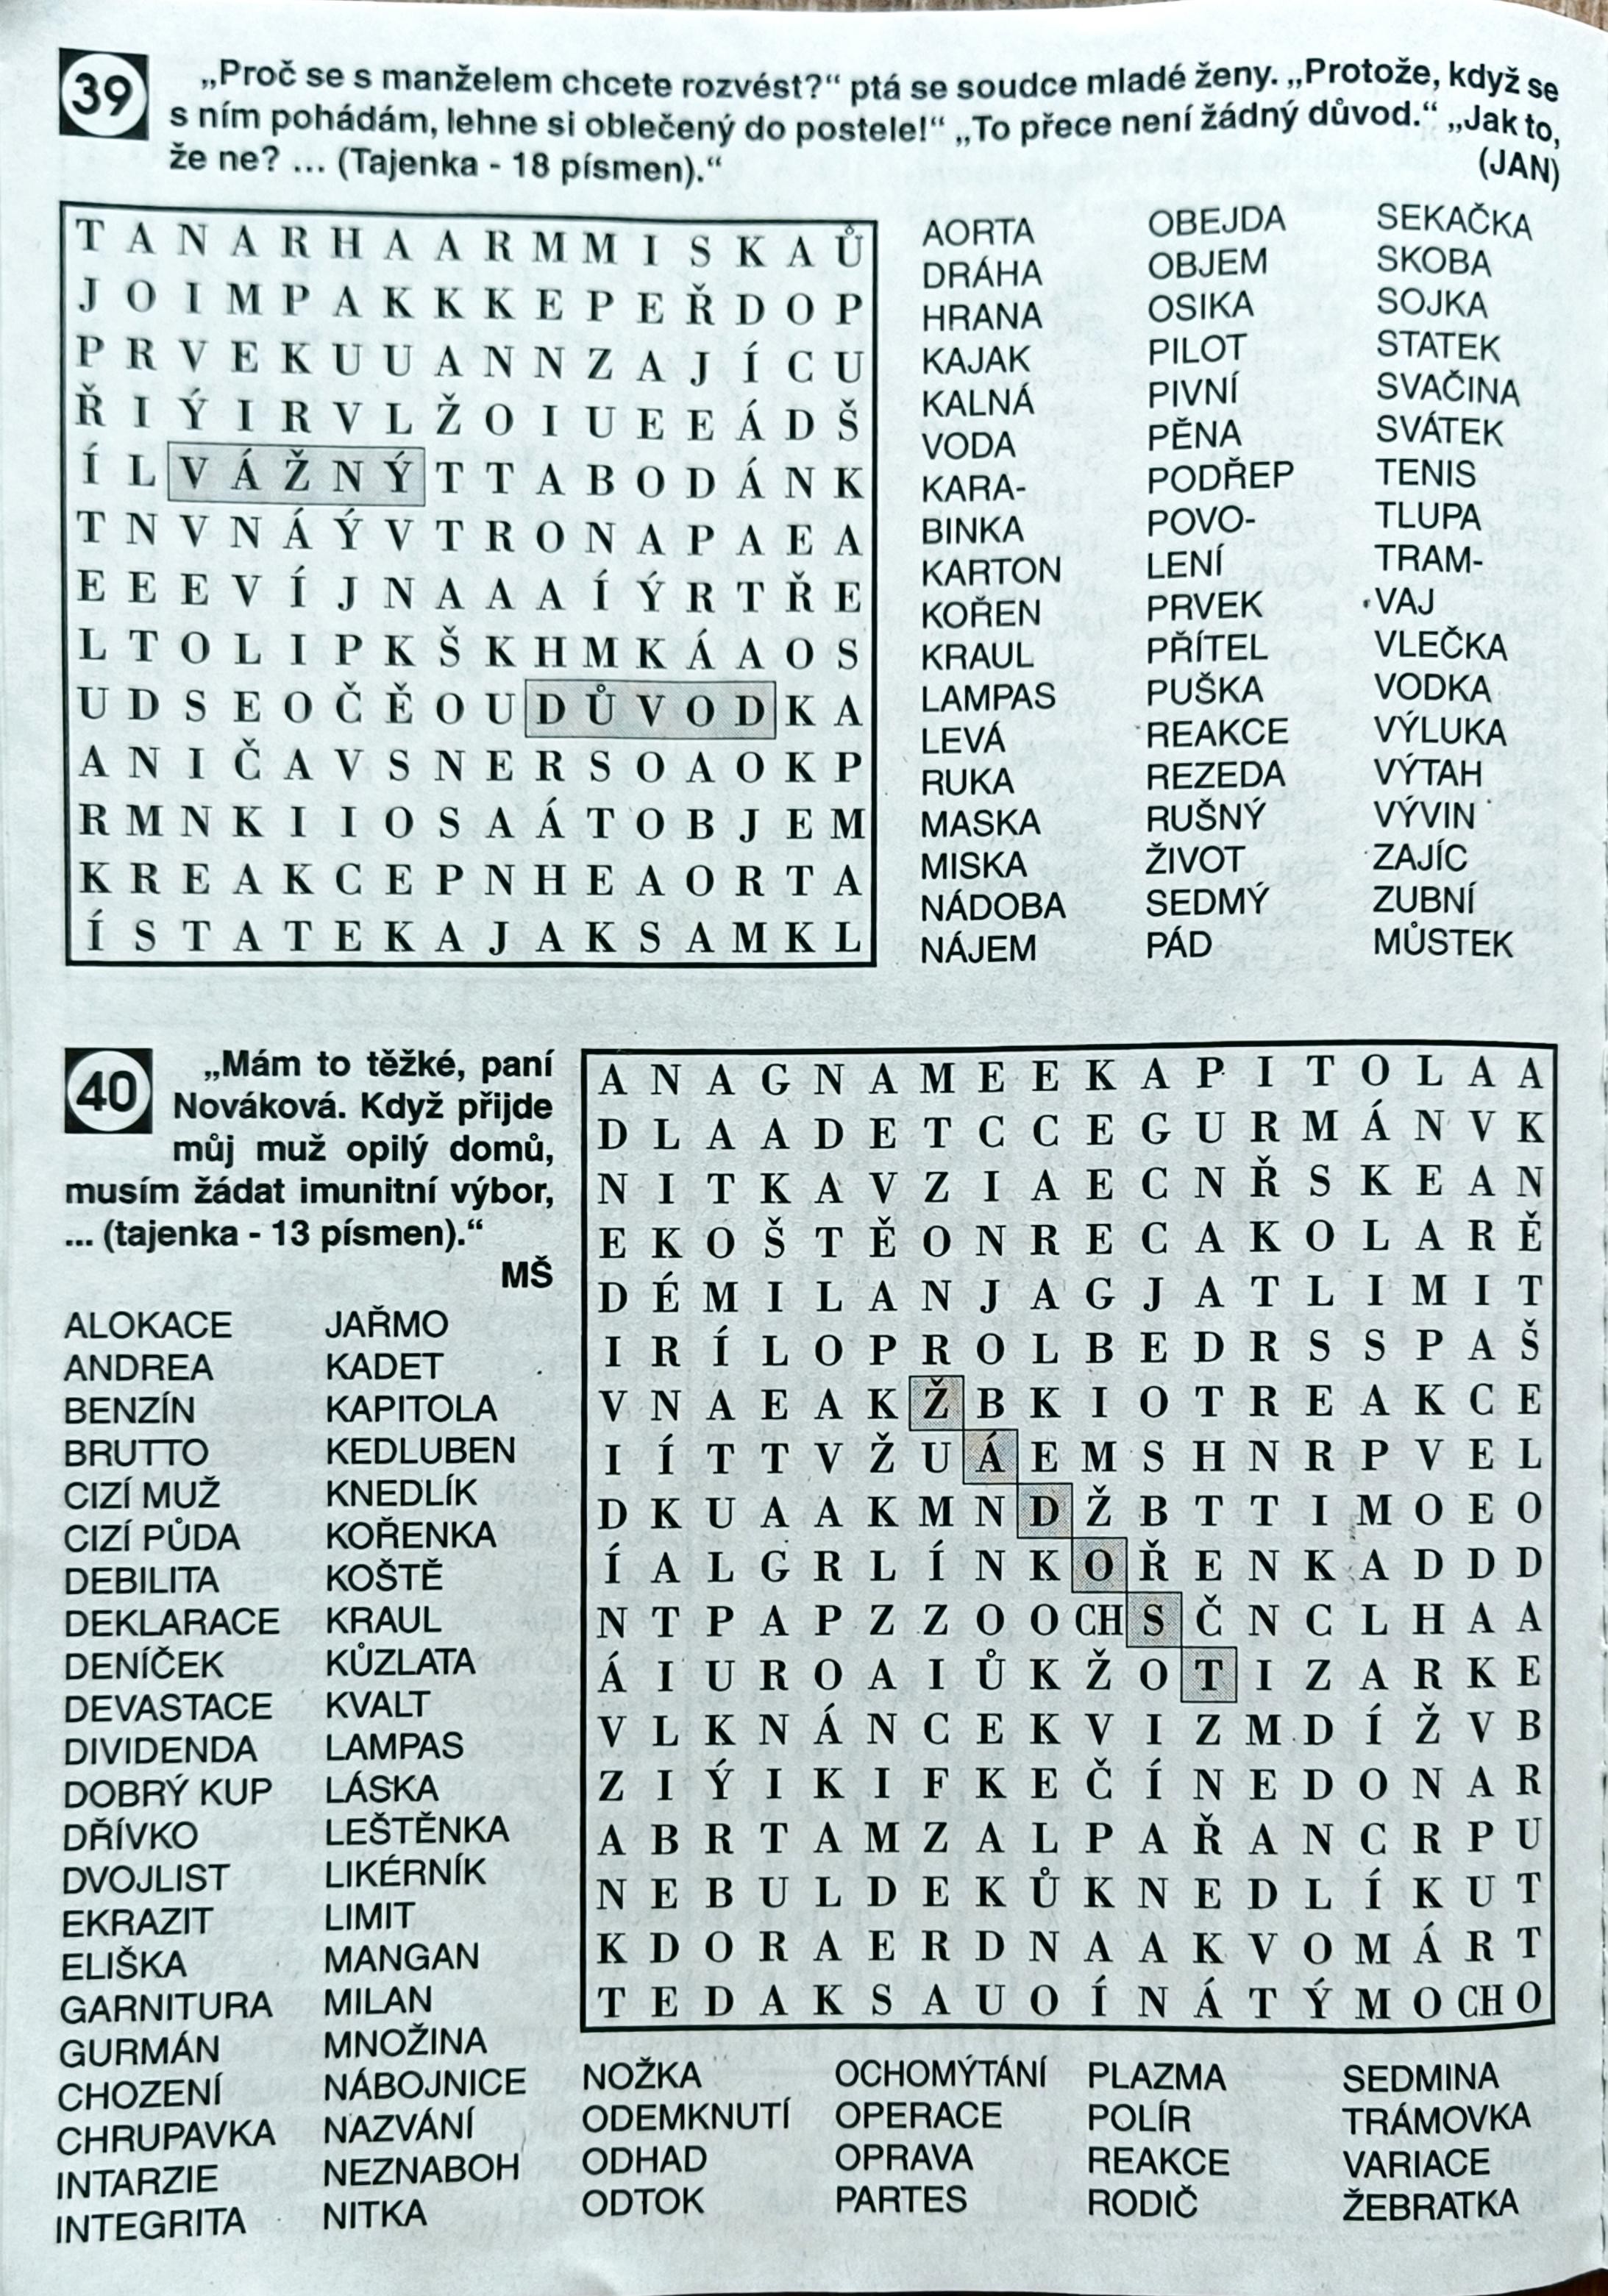 39
„Proč se s manželem chcete rozvést?“ ptá se soudce mladé ženy. „Protože, když se
s ním pohádám, lehne si oblečený do postele!“ „To přece není žádný důvod.“ „Jak to,
že ne? ... (Tajenka - 18 písmen).“
(JAN)
T A N A R H A A R M M I S K A Ů
J O I M P A K K K E P E Ř D O P
P R V E K U U A N N Z A J Í C U
Ř I Ý I R V L Ž O I U E E Á D Š
Í L V Á Ž N Ý T T A B O D Á N K
T N V N Á Ý V T R O N A P A E A
E E E V Í J N A A A Í Ý R T Ř E
L T O L I P K Š K H M K Á A O S
U D S E O Č Ě O U D Ů V O D K A
A N I Č A V S N E R S O A O K P
R M N K I I O S A Á T O B J E M
K R E A K C E P N H E A O R T A
Í S T A T E K A J A K S A M K L
AORTA
DRÁHA
HRANA
KAJAK
KALNÁ
VODA
KARA-
BINKA
KARTON
KOŘEN
KRAUL
LAMPAS
LEVÁ
RUKA
MASKA
MISKA
NÁDOBA
NÁJEM
OBEJDA
OBJEM
OSIKA
PILOT
PIVNÍ
PĚNA
PODŘEP
POVO-
LENÍ
PRVEK
PŘÍTEL
PUŠKA
REAKCE
REZEDA
RUŠNÝ
ŽIVOT
SEDMÝ
PÁD
SEKAČKA
SKOBA
SOJKA
STATEK
SVAČINA
SVÁTEK
TENIS
TLUPA
TRAM-
VAJ
VLEČKA
VODKA
VÝLUKA
VÝTAH
VÝVIN
ZAJÍC
ZUBNÍ
MŮSTEK
40
„Mám to těžké, paní
Nováková. Když přijde
můj muž opilý domů,
musím žádat imunitní výbor,
... (tajenka - 13 písmen).“
MŠ
ALOKACE
ANDREA
BENZÍN
BRUTTO
CIZÍ MUŽ
CIZÍ PŮDA
DEBILITA
DEKLARACE
DENÍČEK
DEVASTACE
DIVIDENDA
DOBRÝ KUP
DŘÍVKO
DVOJLIST
EKRAZIT
ELIŠKA
GARNITURA
GURMÁN
CHOZENÍ
CHRUPAVKA
INTARZIE
INTEGRITA
JAŘMO
KADET
KAPITOLA
KEDLUBEN
KNEDLÍK
KOŘENKA
KOŠTĚ
KRAUL
KŮZLATA
KVALT
LAMPAS
LÁSKA
LEŠTĚNKA
LIKÉRNÍK
LIMIT
MANGAN
MILAN
MNOŽINA
NÁBOJNICE
NAZVÁNÍ
NEZNABOH
NITKA
A N A G N A M E E K A P I T O L A A
D L A A D E T C C E G U R M Á N V K
N I T K A V Z I A E C N Ř S K E A N
E K O Š T Ě O N R E C A K O L A R Ě
D É M I L A N J A G J A T L I M I T
I R Í L O P R O L B E D R S S P A Š
V N A E A K Ž B K I O T R E A K C E
I Í T T V Ž U Á E M S H N R P V E L
D K U A A K M N D Ž B T T I M O E O
Í A L G R L Í N K O Ř E N K A D D D
N T P A P Z Z O O CH S Č N C L H A A
Á I U R O A I Ů K Ž O T I Z A R K E
V L K N Á N C E K V I Z M D Í Ž V B
Z I Ý I K I F K E Č Í N E D O N A R
A B R T A M Z A L P A Ř A N C R P U
N E B U L D E K Ů K N E D L Í K U T
K D O R A E R D N A A K V O M Á R T
T E D A K S A U O Í N Á T Ý M O CH O
NOŽKA
ODEMKNUTÍ
ODHAD
ODTOK
OCHOMÝTÁNÍ
OPERACE
OPRAVA
PARTES
PLAZMA
POLÍR
REAKCE
RODIČ
SEDMINA
TRÁMOVKA
VARIACE
ŽEBRATKA